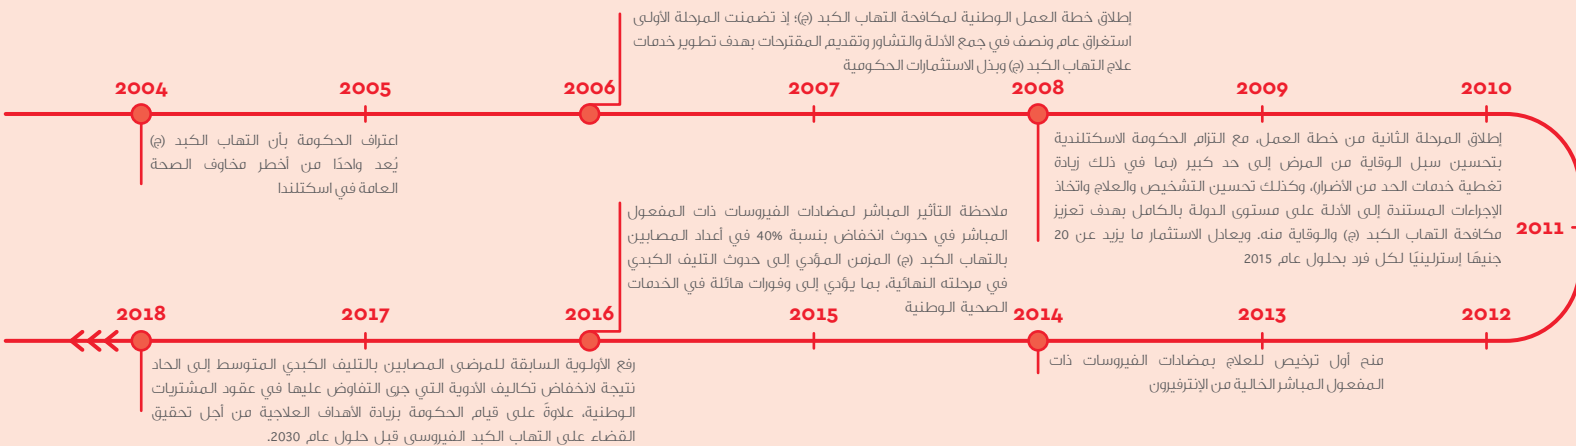 إطلاق خطة العمل الوطنية لمكافحة التهاب الكبد (ج)؛ إذ تضمنت المرحلة الأولى
استغراق عام ونصف في جمع الأدلة والتشاور وتقديم المقترحات بهدف تطوير خدمات
علاج التهاب الكبد (ج) وبذل الاستثمارات الحكومية
2004 2005 2006 2007 2008 2009 2010
اعتراف الحكومة بأن التهاب الكبد (ج)
يُعد واحدًا من أخطر مخاوف الصحة
العامة في اسكتلندا
إطلاق المرحلة الثانية من خطة العمل، مع التزام الحكومة الاسكتلندية
بتحسين سبل الوقاية من المرض إلى حد كبير (بما في ذلك زيادة
تغطية خدمات الحد من الأضرار)، وكذلك تحسين التشخيص والعلاج واتخاذ
الإجراءات المستندة إلى الأدلة على مستوى الدولة بالكامل بهدف تعزيز
مكافحة التهاب الكبد (ج) والوقاية منه. ويعادل الاستثمار ما يزيد عن 20
جنيهًا إسترلينيًا لكل فرد بحلول عام 2015
2011
ملاحظة التأثير المباشر لمضادات الفيروسات ذات المفعول
المباشر في حدوث انخفاض بنسبة 40% في أعداد المصابين
بالتهاب الكبد (ج) المزمن المؤدي إلى حدوث التليف الكبدي
في مرحلته النهائية، بما يؤدي إلى وفورات هائلة في الخدمات
الصحية الوطنية
2018 2017 2016 2015 2014 2013 2012
منح أول ترخيص للعلاج بمضادات الفيروسات ذات
المفعول المباشر الخالية من الإنترفيرون
رفع الأولوية السابقة للمرضى المصابين بالتليف الكبدي المتوسط إلى الحاد
نتيجة لانخفاض تكاليف الأدوية التي جرى التفاوض عليها في عقود المشتريات
الوطنية، علاوةً على قيام الحكومة بزيادة الأهداف العلاجية من أجل تحقيق
القضاء على التهاب الكبد الفيروسي قبل حلول عام 2030.